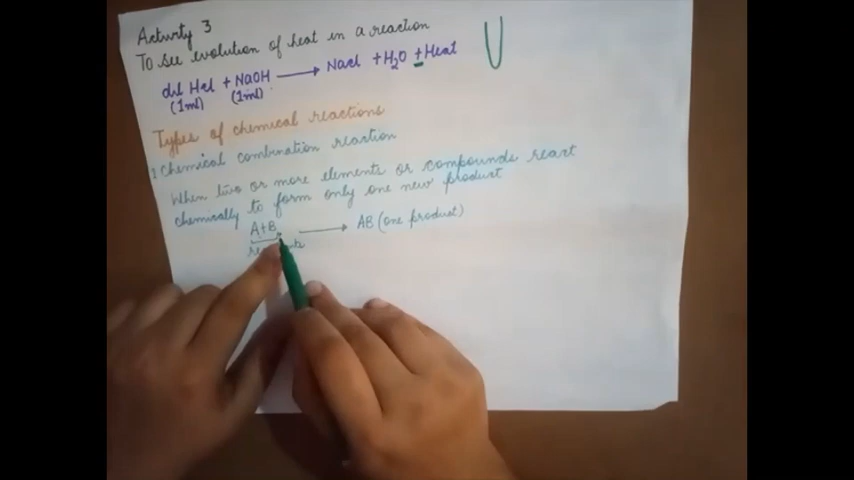 Activity 3
To see evolution of heat in a reaction
dil Hcl + NaOH → Nacl + H₂O + Heat
(1ml) (1ml)
Types of chemical reactions
Chemical combination reaction
When two or more elements or compounds react
chemically to form only one new product
A+B → AB (one product)